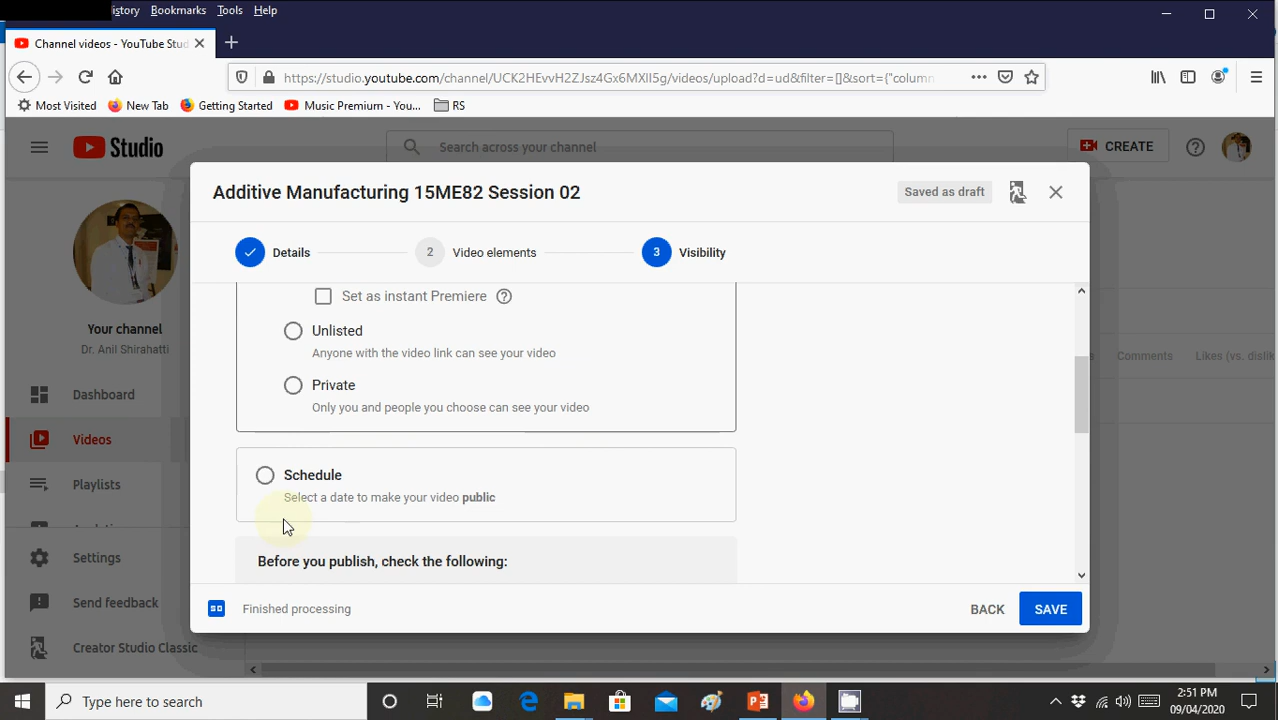 istory Bookmarks Tools Help
Channel videos - YouTube Stud
https://studio.youtube.com/channel/UCK2HEvvH2ZJsz4Gx6MXII5g/videos/upload?d=ud&filter=[]&sort={"column
Most Visited New Tab Getting Started Music Premium - You... RS
Studio Search across your channel CREATE
Additive Manufacturing 15ME82 Session 02 Saved as draft
Details 2 Video elements 3 Visibility
Your channel
Dr. Anil Shirahatti
Dashboard
Videos
Playlists
Settings
Send feedback
Creator Studio Classic
Set as instant Premiere
Unlisted
Anyone with the video link can see your video
Private
Only you and people you choose can see your video
Schedule
Select a date to make your video public
Before you publish, check the following:
Comments Likes (vs. dislik
SD Finished processing BACK SAVE
Type here to search
2:51 PM
09/04/2020